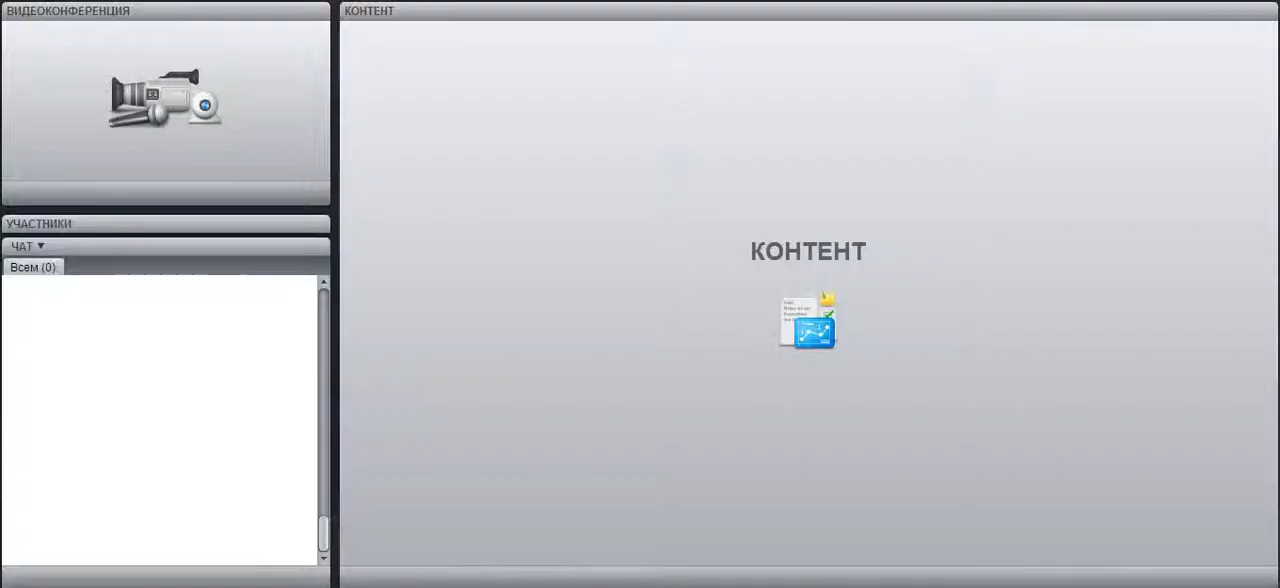 ВИДЕОКОНФЕРЕНЦИЯ
КОНТЕНТ
КОНТЕНТ
УЧАСТНИКИ
ЧАТ ▼
Всем (0)